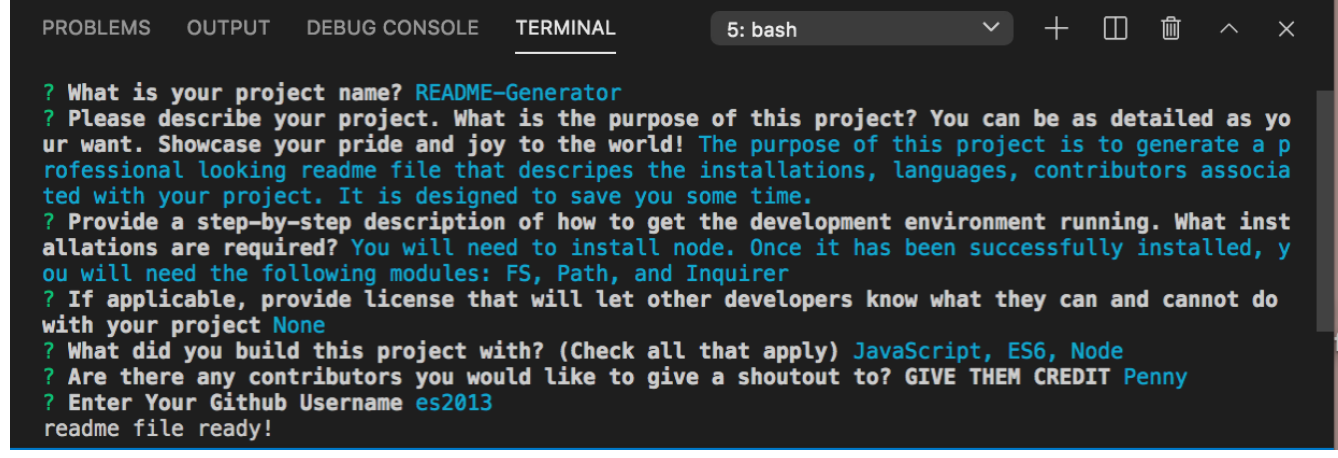 PROBLEMS OUTPUT DEBUG CONSOLE TERMINAL 5: bash
? What is your project name? README-Generator
? Please describe your project. What is the purpose of this project? You can be as detailed as yo
ur want. Showcase your pride and joy to the world! The purpose of this project is to generate a p
rofessional looking readme file that descripes the installations, languages, contributors associa
ted with your project. It is designed to save you some time.
? Provide a step-by-step description of how to get the development environment running. What inst
allations are required? You will need to install node. Once it has been successfully installed, y
ou will need the following modules: FS, Path, and Inquirer
? If applicable, provide license that will let other developers know what they can and cannot do
with your project None
? What did you build this project with? (Check all that apply) JavaScript, ES6, Node
? Are there any contributors you would like to give a shoutout to? GIVE THEM CREDIT Penny
? Enter Your Github Username es2013
readme file ready!